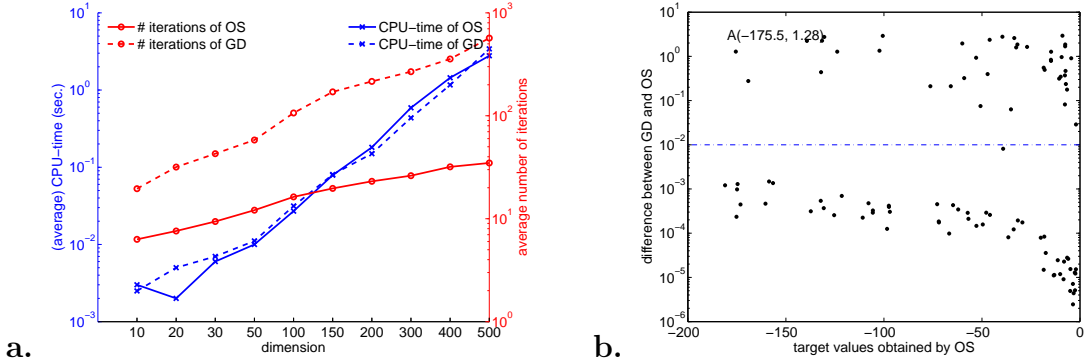 # iterations of OS
# iterations of GD
CPU−time of OS
CPU−time of GD
(average) CPU−time (sec.)
10^1
10^0
10^−1
10^−2
10^−3
average number of iterations
10^3
10^2
10^1
10^0
10 20 30 50 100 150 200 300 400 500
dimension
a.
A(−175.5, 1.28)
difference between GD and OS
10^2
10^0
10^−2
10^−4
10^−6
10^1
10^−1
10^−3
10^−5
−200 −150 −100 −50 0
target values obtained by OS
b.